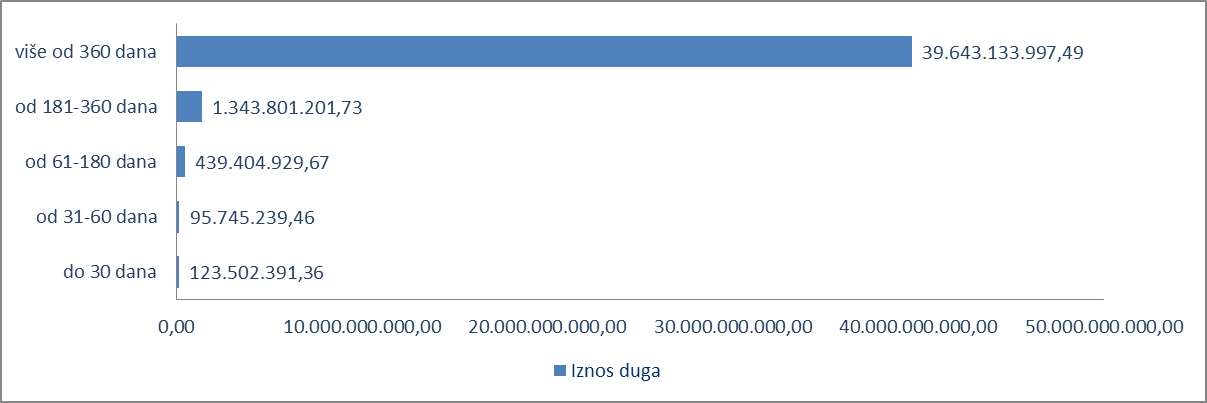 više od 360 dana 39.643.133.997,49
od 181-360 dana 1.343.801.201,73
od 61-180 dana 439.404.929,67
od 31-60 dana 95.745.239,46
do 30 dana 123.502.391,36
0,00 10.000.000.000,00 20.000.000.000,00 30.000.000.000,00 40.000.000.000,00 50.000.000.000,00
Iznos duga